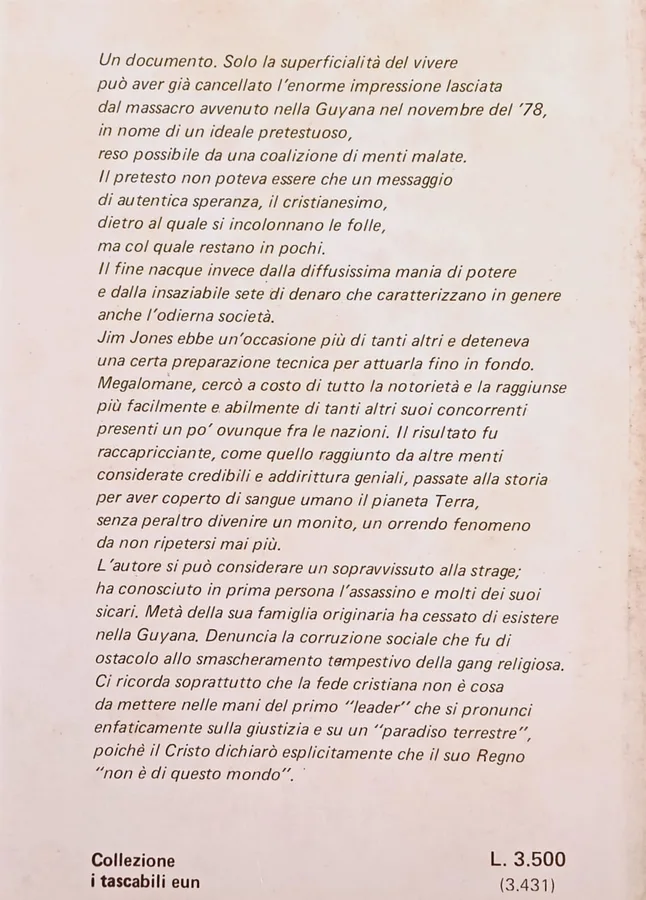 Un documento. Solo la superficialità del vivere
può aver già cancellato l'enorme impressione lasciata
dal massacro avvenuto nella Guyana nel novembre del '78,
in nome di un ideale pretestuoso,
reso possibile da una coalizione di menti malate.
Il pretesto non poteva essere che un messaggio
di autentica speranza, il cristianesimo,
dietro al quale si incolonnano le folle,
ma col quale restano in pochi.
Il fine nacque invece dalla diffusissima mania di potere
e dalla insaziabile sete di denaro che caratterizzano in genere
anche l'odierna società.
Jim Jones ebbe un'occasione più di tanti altri e deteneva
una certa preparazione tecnica per attuarla fino in fondo.
Megalomane, cercò a costo di tutto la notorietà e la raggiunse
più facilmente e abilmente di tanti altri suoi concorrenti
presenti un po' ovunque fra le nazioni. Il risultato fu
raccapricciante, come quello raggiunto da altre menti
considerate credibili e addirittura geniali, passate alla storia
per aver coperto di sangue umano il pianeta Terra,
senza peraltro divenire un monito, un orrendo fenomeno
da non ripetersi mai più.
L'autore si può considerare un sopravvissuto alla strage;
ha conosciuto in prima persona l'assassino e molti dei suoi
sicari. Metà della sua famiglia originaria ha cessato di esistere
nella Guyana. Denuncia la corruzione sociale che fu di
ostacolo allo smascheramento tempestivo della gang religiosa.
Ci ricorda soprattutto che la fede cristiana non è cosa
da mettere nelle mani del primo "leader" che si pronunci
enfaticamente sulla giustizia e su un "paradiso terrestre",
poichè il Cristo dichiarò esplicitamente che il suo Regno
"non è di questo mondo".
Collezione
i tascabili eun
L. 3.500
(3.431)